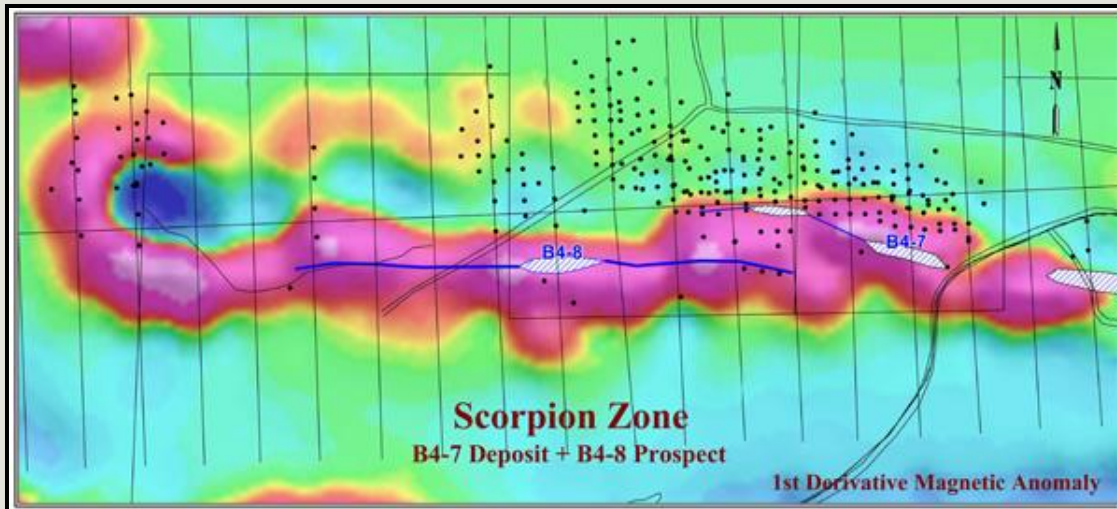 N
B4-7
B4-8
Scorpion Zone
B4-7 Deposit + B4-8 Prospect
1st Derivative Magnetic Anomaly